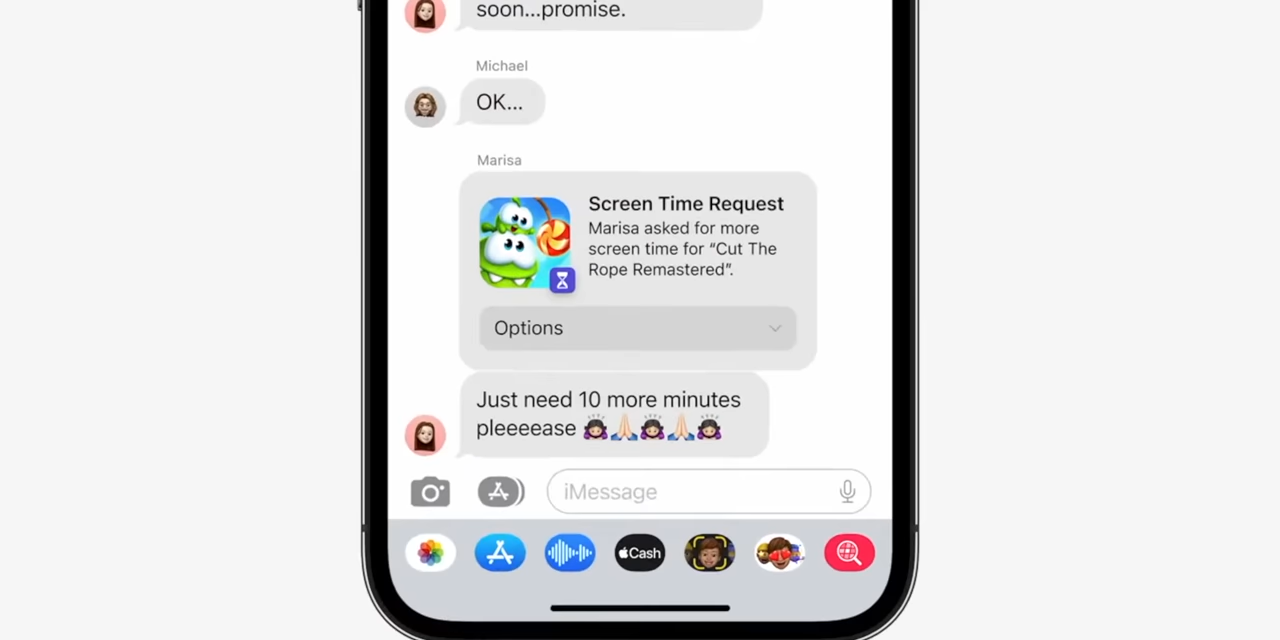 soon...promise.
Michael
OK...
Marisa
Screen Time Request
Marisa asked for more
screen time for “Cut The
Rope Remastered”.
Options
Just need 10 more minutes
pleeeease 🙇🏻‍♀️🙏🏻🙇🏻‍♀️🙏🏻🙇🏻‍♀️
iMessage
Cash